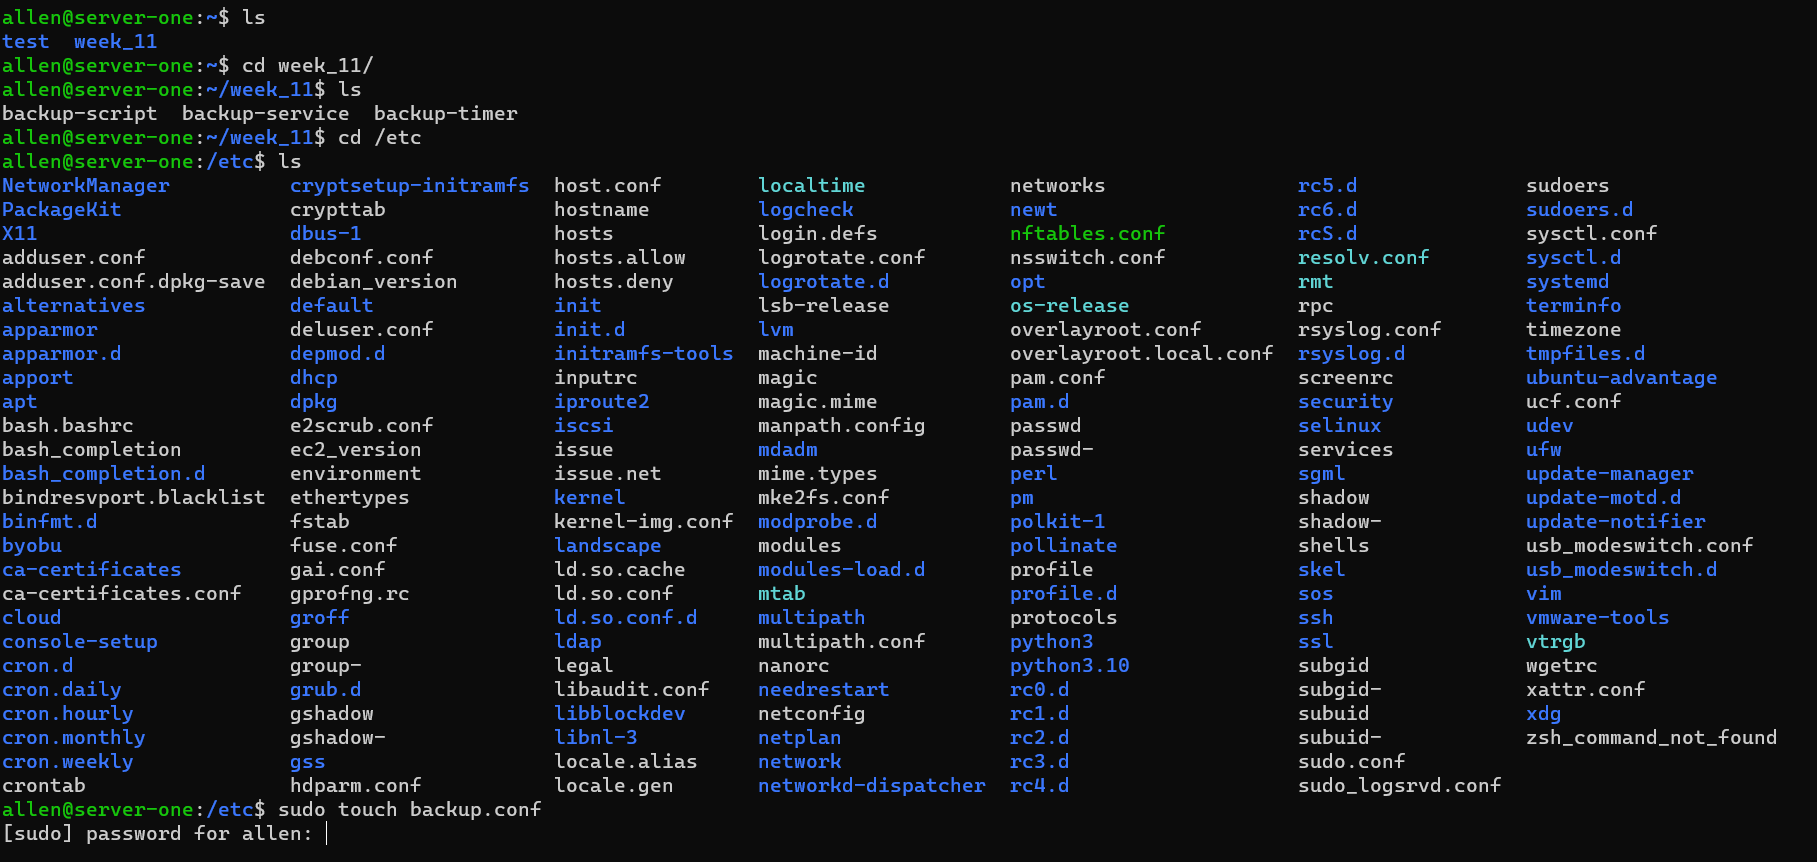 allen@server-one:~$ ls
test  week_11
allen@server-one:~$ cd week_11/
allen@server-one:~/week_11$ ls
backup-script  backup-service  backup-timer
allen@server-one:~/week_11$ cd /etc
allen@server-one:/etc$ ls
NetworkManager cryptsetup-initramfs host.conf localtime networks rc5.d sudoers
PackageKit crypttab hostname logcheck newt rc6.d sudoers.d
X11 dbus-1 hosts login.defs nftables.conf rcS.d sysctl.conf
adduser.conf debconf.conf hosts.allow logrotate.conf nsswitch.conf resolv.conf sysctl.d
adduser.conf.dpkg-save debian_version hosts.deny logrotate.d opt rmt systemd
alternatives default init lsb-release os-release rpc terminfo
apparmor deluser.conf init.d lvm overlayroot.conf rsyslog.conf timezone
apparmor.d depmod.d initramfs-tools machine-id overlayroot.local.conf rsyslog.d tmpfiles.d
apport dhcp inputrc magic pam.conf screenrc ubuntu-advantage
apt dpkg iproute2 magic.mime pam.d security ucf.conf
bash.bashrc e2scrub.conf iscsi manpath.config passwd selinux udev
bash_completion ec2_version issue mdadm passwd- services ufw
bash_completion.d environment issue.net mime.types perl sgml update-manager
bindresvport.blacklist ethertypes kernel mke2fs.conf pm shadow update-motd.d
binfmt.d fstab kernel-img.conf modprobe.d polkit-1 shadow- update-notifier
byobu fuse.conf landscape modules pollinate shells usb_modeswitch.conf
ca-certificates gai.conf ld.so.cache modules-load.d profile skel usb_modeswitch.d
ca-certificates.conf gprofng.rc ld.so.conf mtab profile.d sos vim
cloud groff ld.so.conf.d multipath protocols ssh vmware-tools
console-setup group ldap multipath.conf python3 ssl vtrgb
cron.d group- legal nanorc python3.10 subgid wgetrc
cron.daily grub.d libaudit.conf needrestart rc0.d subgid- xattr.conf
cron.hourly gshadow libblockdev netconfig rc1.d subuid xdg
cron.monthly gshadow- libnl-3 netplan rc2.d subuid- zsh_command_not_found
cron.weekly gss locale.alias network rc3.d sudo.conf
crontab hdparm.conf locale.gen networkd-dispatcher rc4.d sudo_logsrvd.conf
allen@server-one:/etc$ sudo touch backup.conf
[sudo] password for allen: